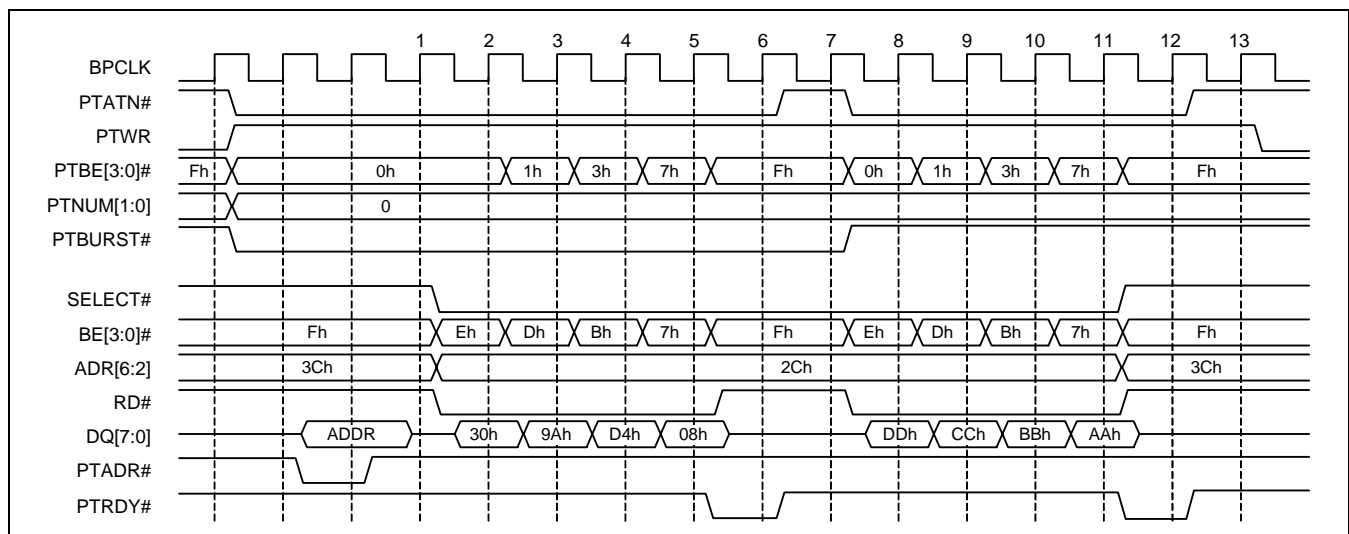 1 2 3 4 5 6 7 8 9 10 11 12 13
BPCLK
PTATN#
PTWR
PTBE[3:0]# Fh 0h 1h 3h 7h Fh 0h 1h 3h 7h Fh
PTNUM[1:0] 0
PTBURST#
SELECT#
BE[3:0]# Fh Eh Dh Bh 7h Fh Eh Dh Bh 7h Fh
ADR[6:2] 3Ch 2Ch 3Ch
RD#
DQ[7:0] ADDR 30h 9Ah D4h 08h DDh CCh BBh AAh
PTADR#
PTRDY#